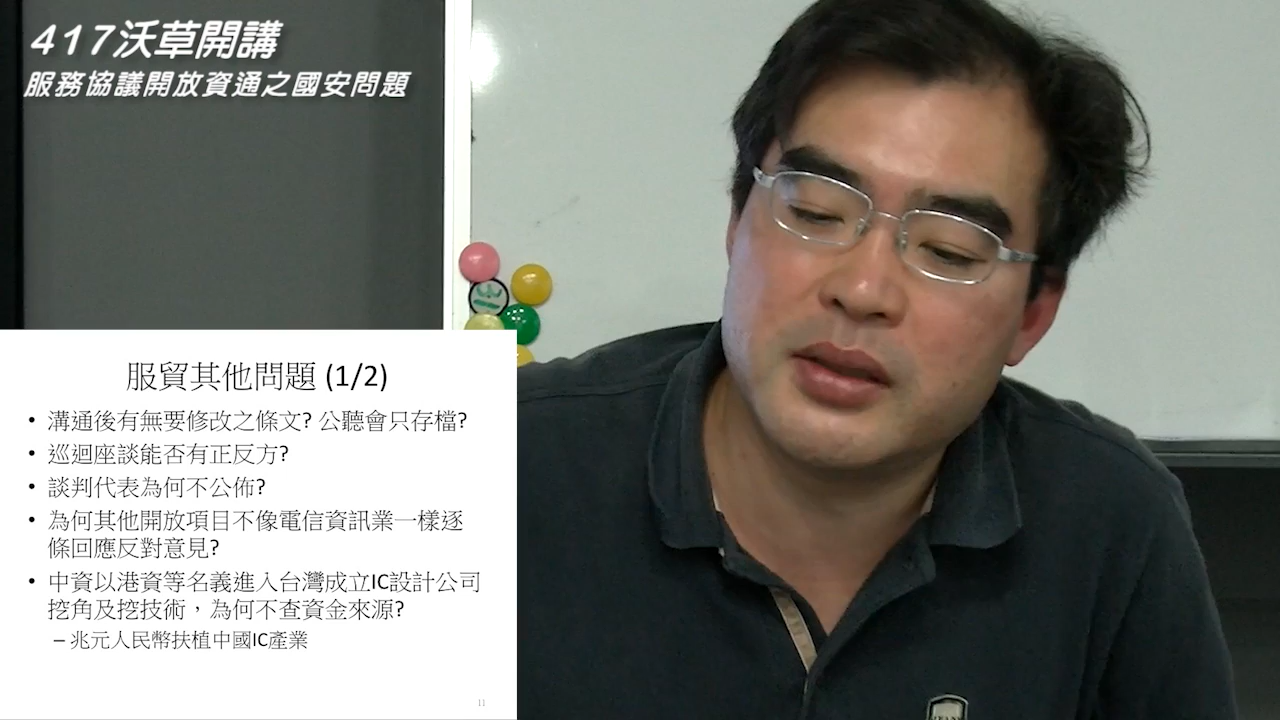 417沃草開講
服務協議開放資通之國安問題
服貿其他問題 (1/2)
• 溝通後有無要修改之條文? 公聽會只存檔?
• 巡迴座談能否有正反方?
• 談判代表為何不公佈?
• 為何其他開放項目不像電信資訊業一樣逐
條回應反對意見?
• 中資以港資等名義進入台灣成立IC設計公司
挖角及挖技術，為何不查資金來源?
– 兆元人民幣扶植中國IC產業
11